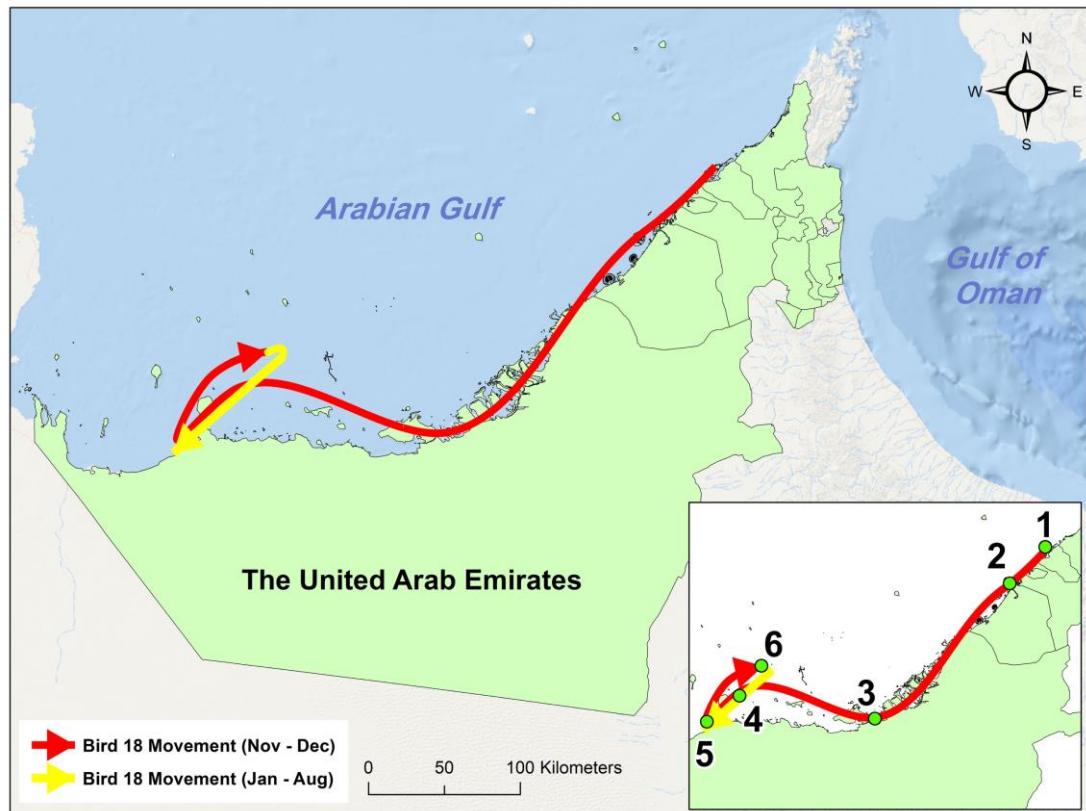 N
W
E
S
Arabian Gulf
Gulf of
Oman
The United Arab Emirates
1
2
6
3
4
5
Bird 18 Movement (Nov - Dec)
Bird 18 Movement (Jan - Aug)
0 50 100 Kilometers